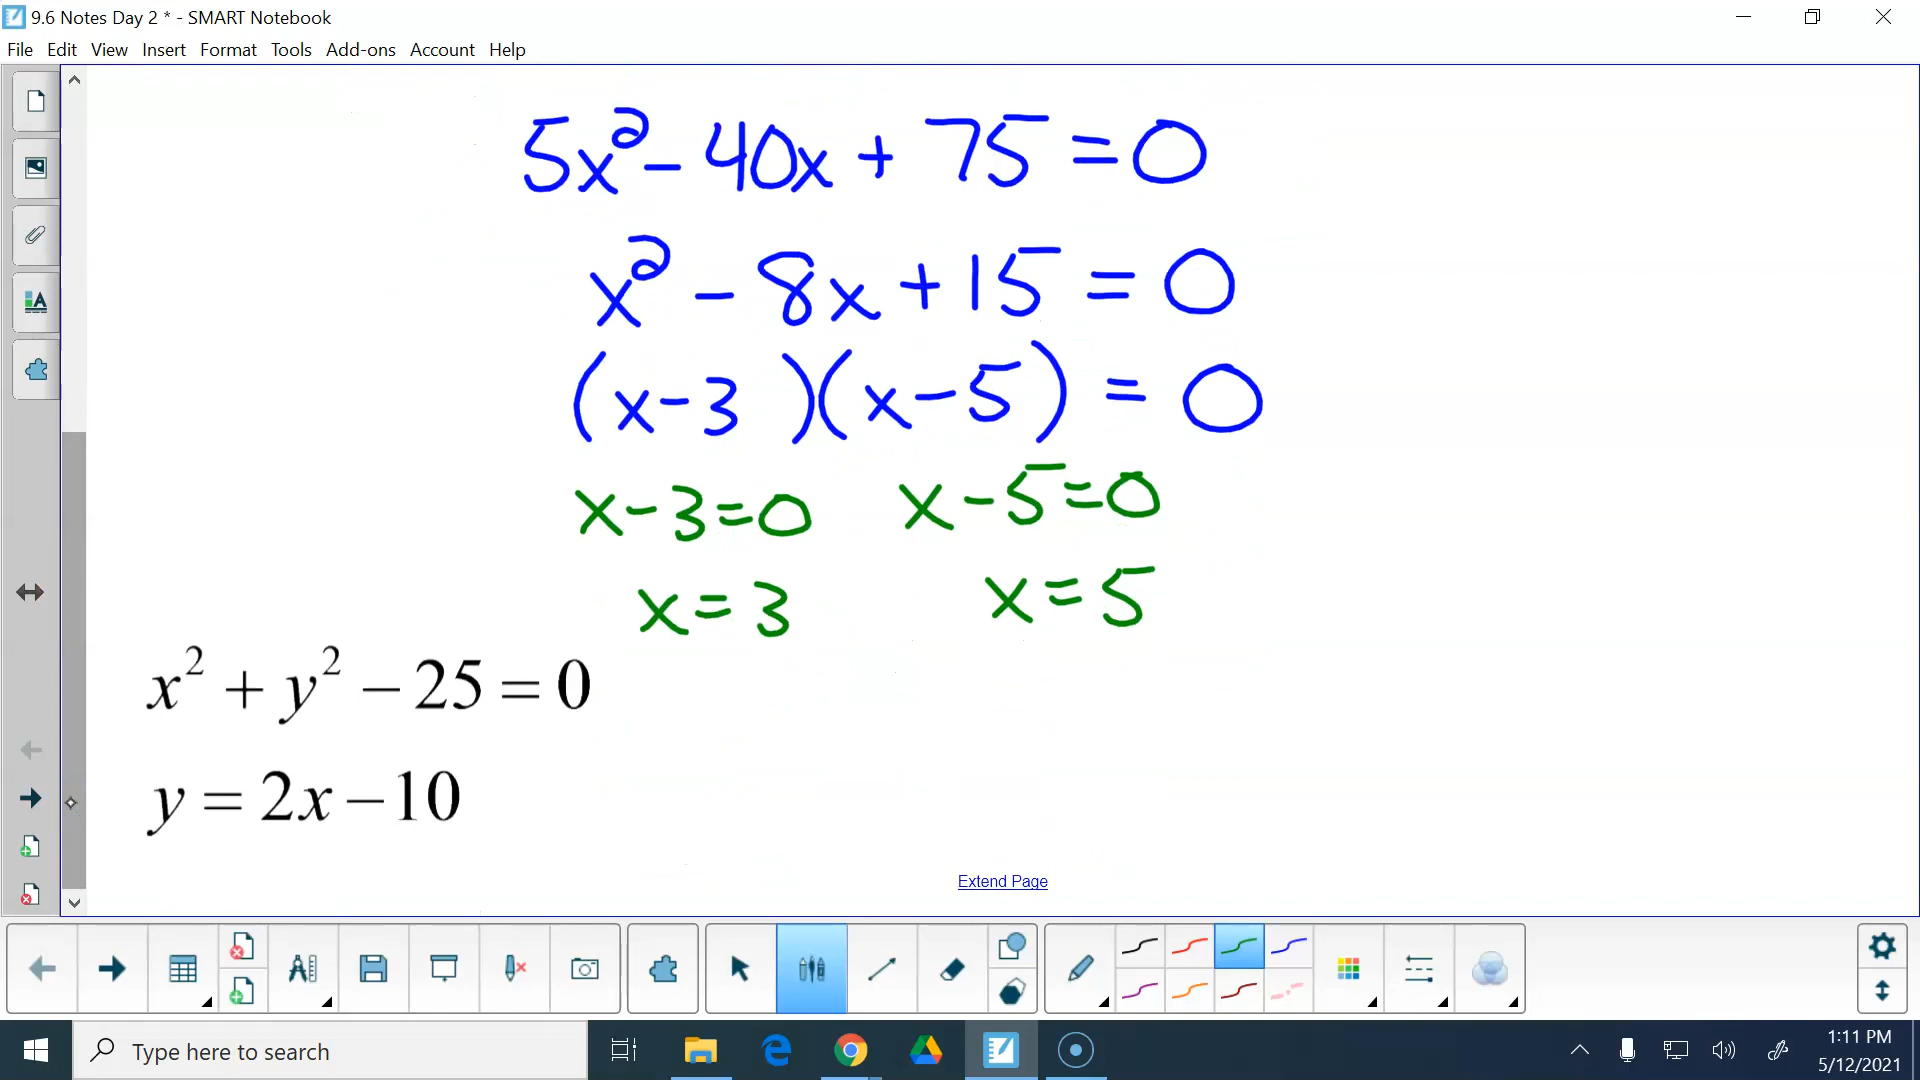 9.6 Notes Day 2 * - SMART Notebook
File Edit View Insert Format Tools Add-ons Account Help
5x² - 40x + 75 = 0
x² - 8x + 15 = 0
(x-3 )(x-5) = 0
x-3=0 x-5=0
x=3 x=5
x² + y² − 25 = 0
y = 2x − 10
Extend Page
Type here to search
1:11 PM
5/12/2021